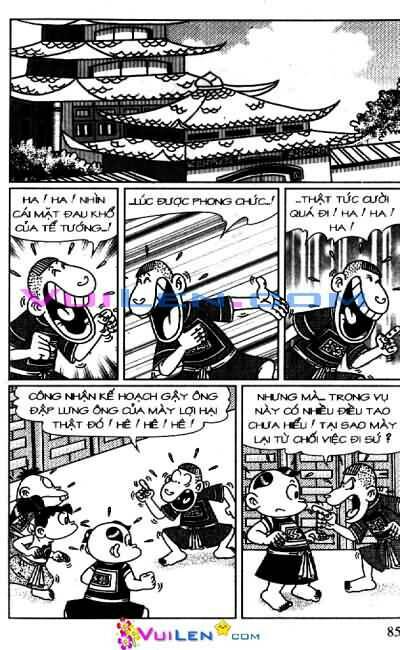 HA! HA! NHÌN
CÁI MẶT ĐAU KHỔ
CỦA TỂ TƯỚNG...!
...LÚC ĐƯỢC PHONG CHỨC...!
...THẬT TỨC CƯỜI
QUÁ ĐI! HA! HA!
HA!
VUILEN.COM
CÔNG NHẬN KẾ HOẠCH GẬY ÔNG
ĐẬP LƯNG ÔNG CỦA MÀY LỢI HẠI
THẬT ĐÓ! HÊ! HÊ! HÊ!
NHƯNG MÀ... TRONG VỤ
NÀY CÓ NHIỀU ĐIỀU TAO
CHƯA HIỂU! TẠI SAO MÀY
LẠI TỪ CHỐI VIỆC ĐI SỨ?
85
VUILEN.COM